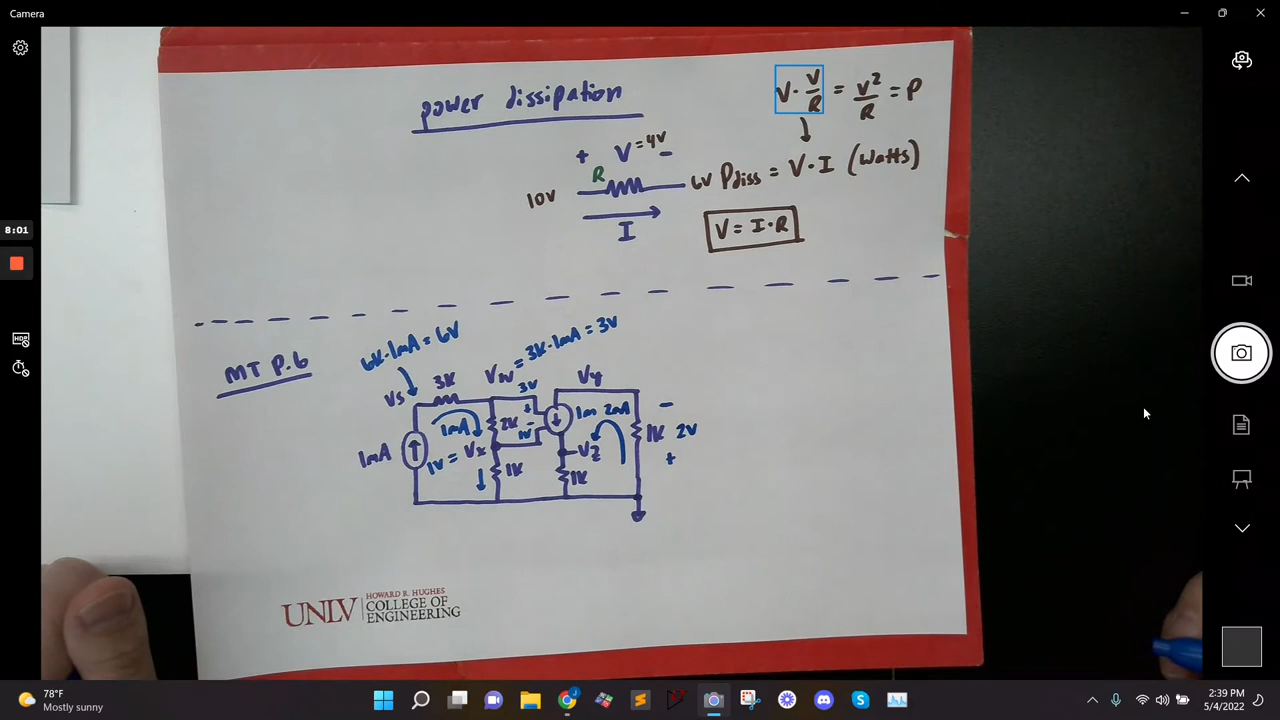 Camera
8:01
power dissipation
V · V/R = V²/R = P
+ V = 4V −
R
10V
6V Pdiss = V · I (Watts)
I
V = I · R
MT P.6
6K · 1mA = 6V
VW = 3K · 1mA = 3V
VS
3K
3V
Vy
1mA
1mA
2K
+
1V −
1m 2mA
−
1K 2V
+
1V = Vx
VZ
1K
1K
UNLV
HOWARD R. HUGHES
COLLEGE OF
ENGINEERING
78°F
Mostly sunny
2:39 PM
5/4/2022